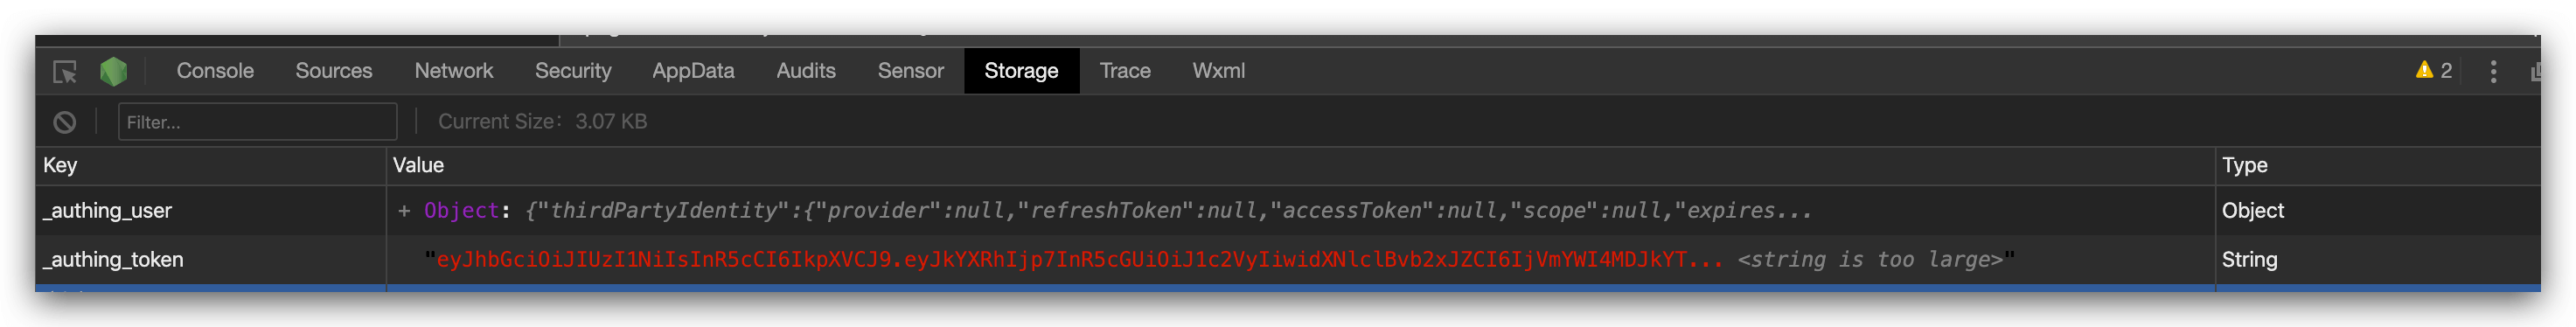 Console Sources Network Security AppData Audits Sensor Storage Trace Wxml 2
Filter... Current Size: 3.07 KB
Key Value Type
_authing_user + Object: {"thirdPartyIdentity":{"provider":null,"refreshToken":null,"accessToken":null,"scope":null,"expires... Object
_authing_token "eyJhbGciOiJIUzI1NiIsInR5cCI6IkpXVCJ9.eyJkYXRhIjp7InR5cGUiOiJ1c2VyIiwidXNlclBvb2xJZCI6IjVmYWI4MDJkYT... <string is too large>" String